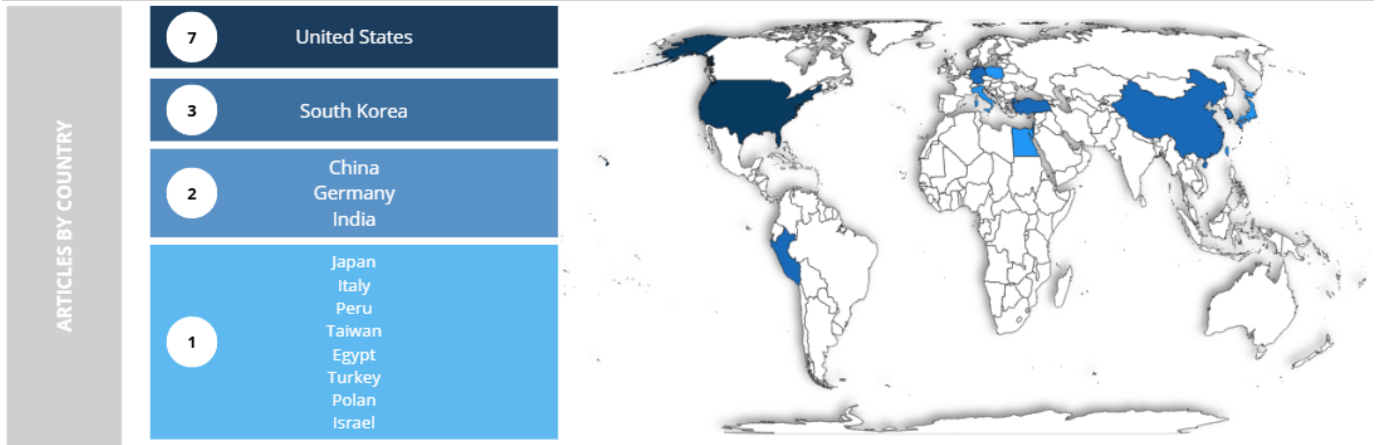 ARTICLES BY COUNTRY
7
United States
3
South Korea
2
China
Germany
India
1
Japan
Italy
Peru
Taiwan
Egypt
Turkey
Polan
Israel